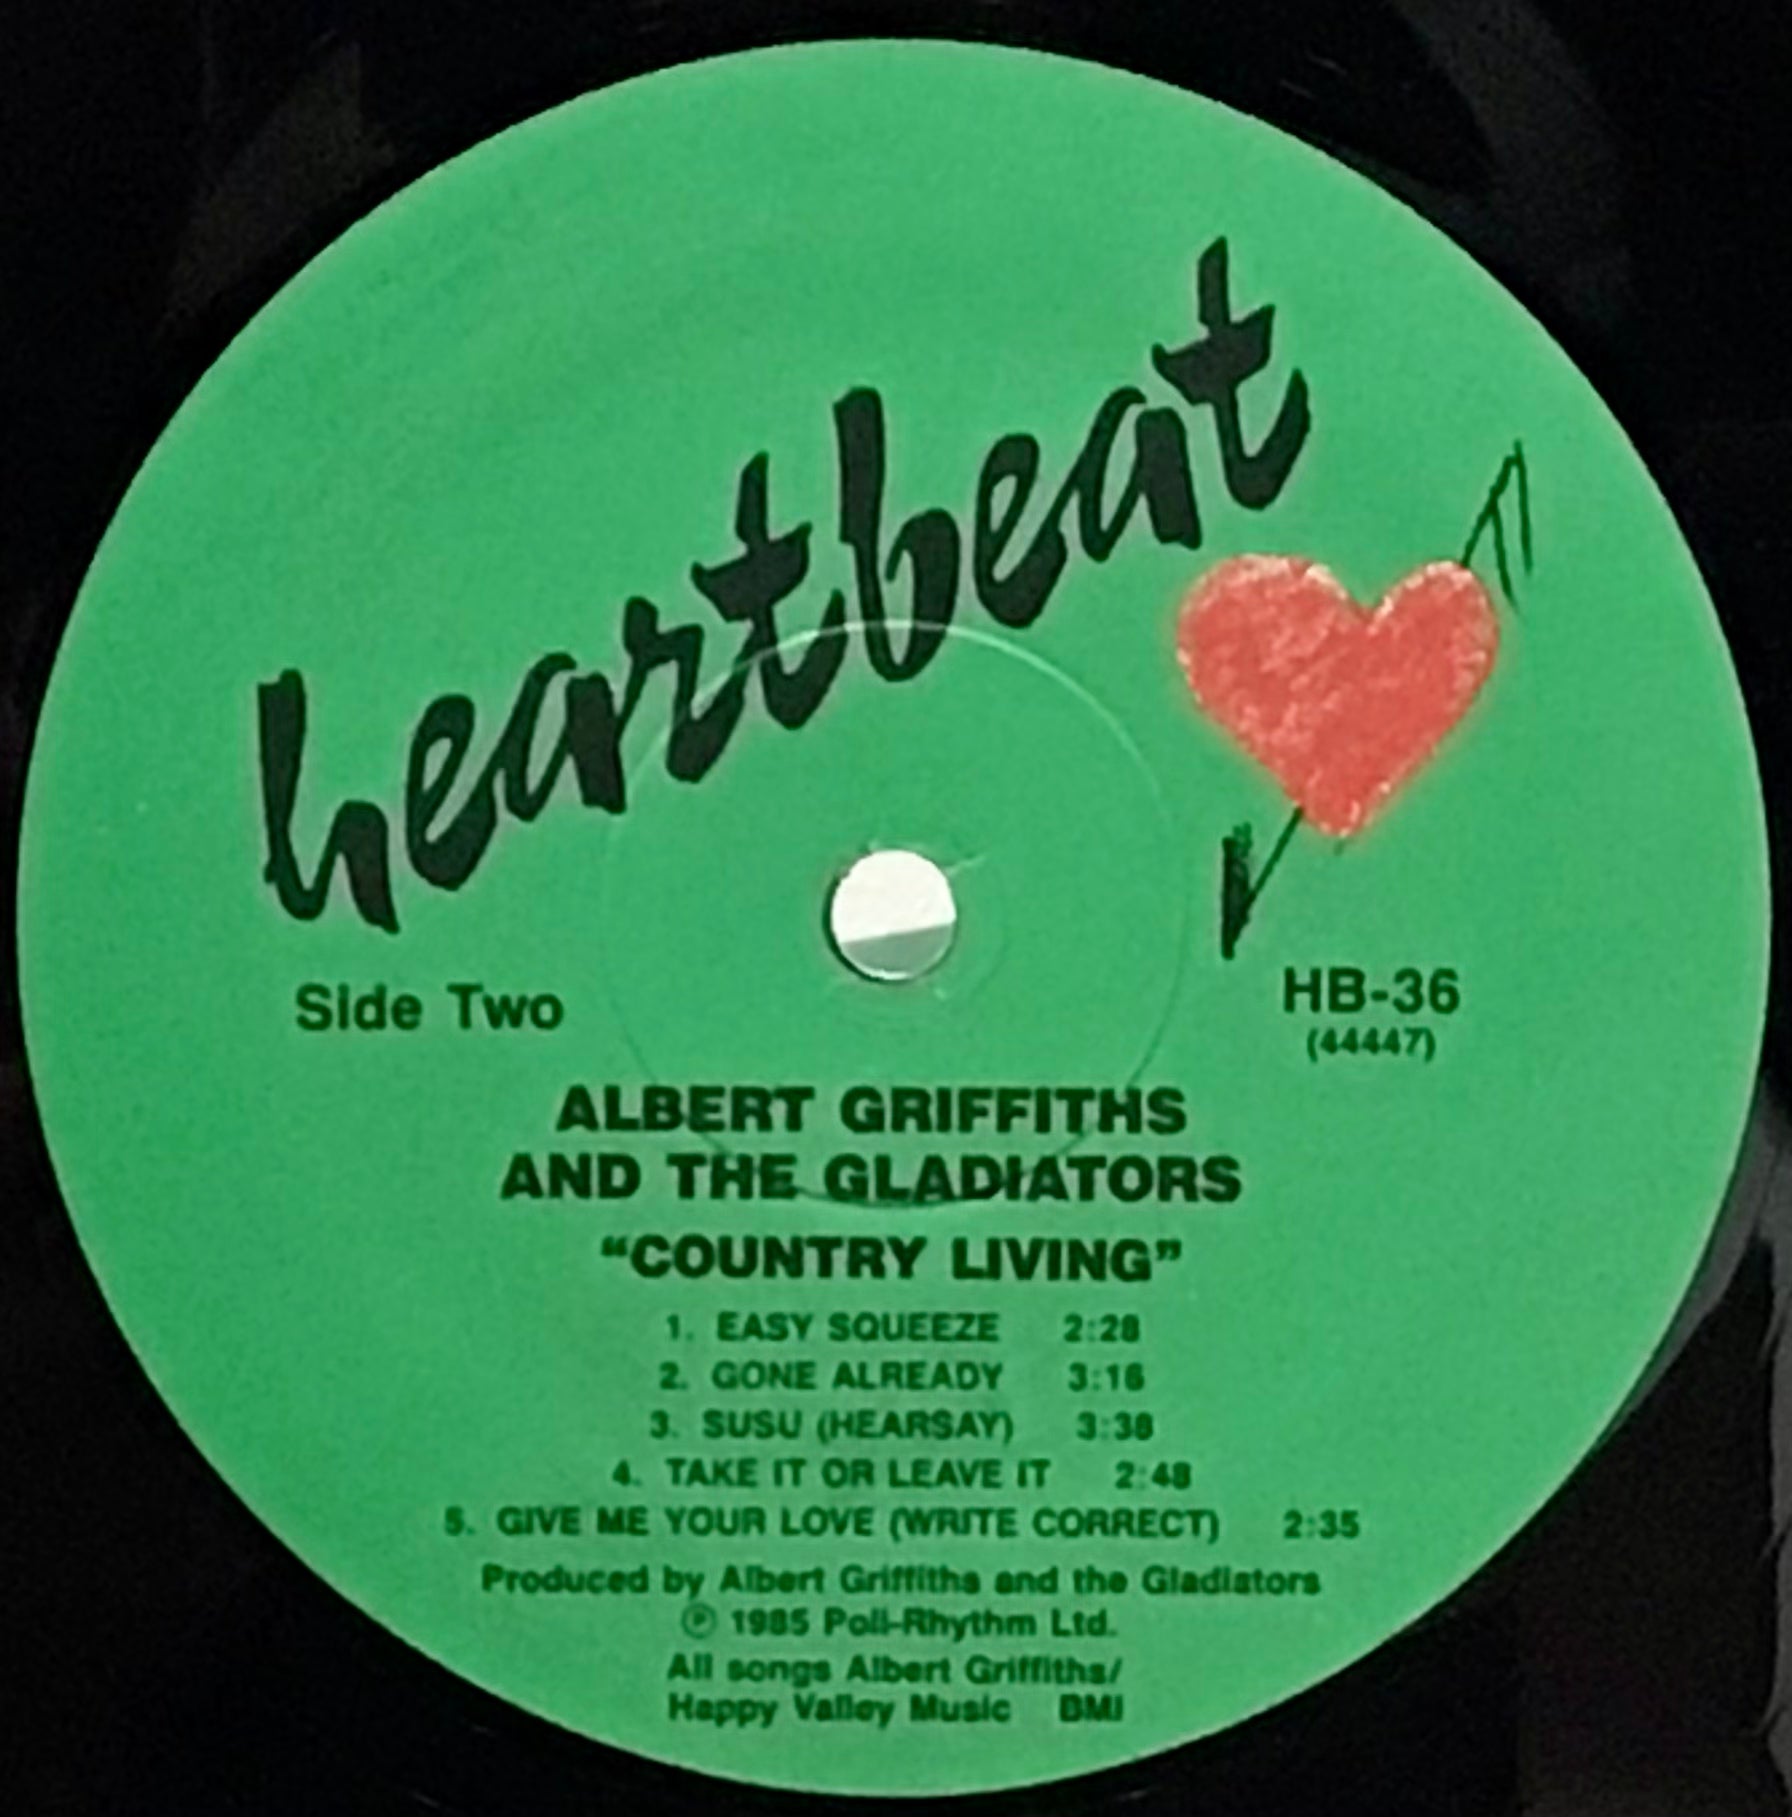 heartbeat
Side Two
HB-36
(44447)
ALBERT GRIFFITHS
AND THE GLADIATORS
“COUNTRY LIVING”
1. EASY SQUEEZE 2:28
2. GONE ALREADY 3:16
3. SUSU (HEARSAY) 3:38
4. TAKE IT OR LEAVE IT 2:48
5. GIVE ME YOUR LOVE (WRITE CORRECT) 2:35
Produced by Albert Griffiths and the Gladiators
℗ 1985 Poli-Rhythm Ltd.
All songs Albert Griffiths/
Happy Valley Music BMI